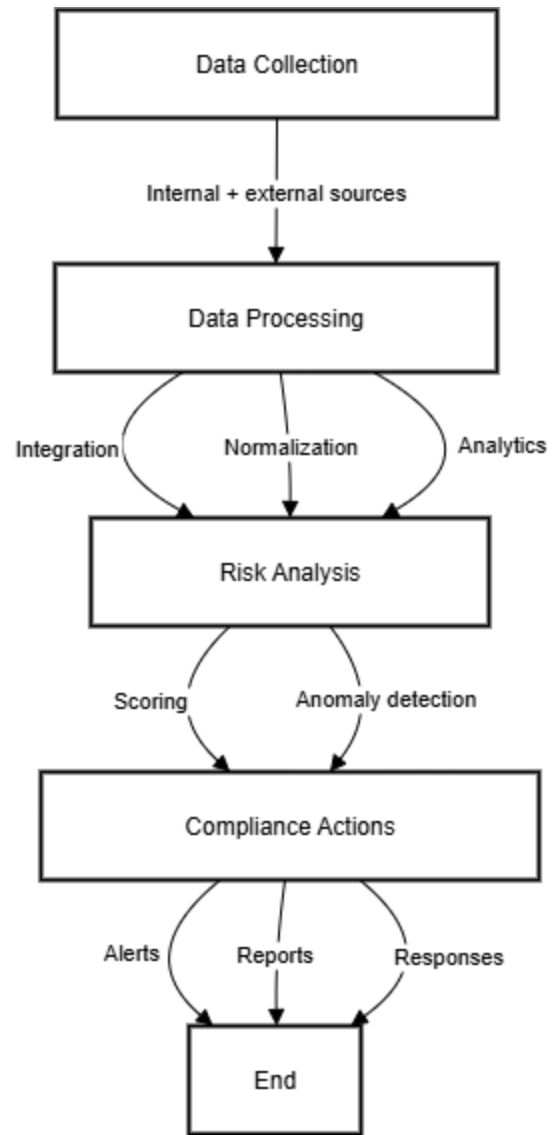 Data Collection
Internal + external sources
Data Processing
Integration
Normalization
Analytics
Risk Analysis
Scoring
Anomaly detection
Compliance Actions
Alerts
Reports
Responses
End